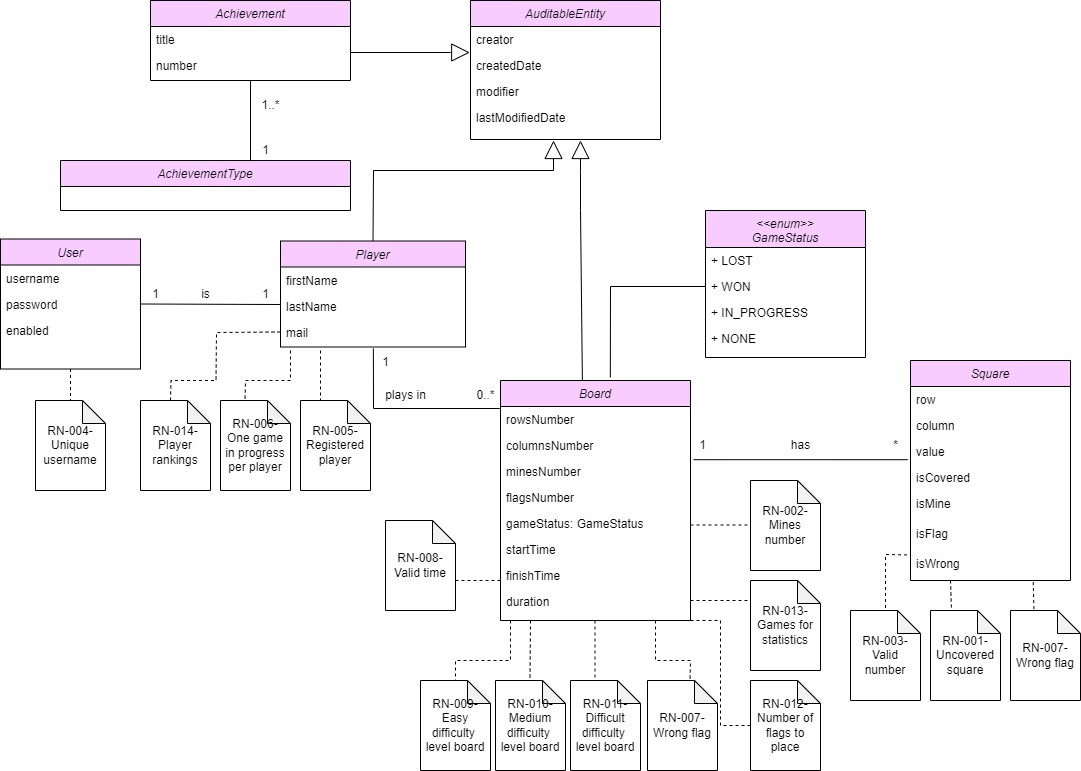 Achievement
title
number
1..*
1
AchievementType
AuditableEntity
creator
createdDate
modifier
lastModifiedDate
<<enum>>
GameStatus
+ LOST
+ WON
+ IN_PROGRESS
+ NONE
User
username
password
enabled
1
is
1
Player
firstName
lastName
mail
1
plays in
0..*
Board
rowsNumber
columnsNumber
minesNumber
flagsNumber
gameStatus: GameStatus
startTime
finishTime
duration
1
has
*
Square
row
column
value
isCovered
isMine
isFlag
isWrong
RN-004-
Unique
username
RN-014-
Player
rankings
RN-006-
One game
in progress
per player
RN-005-
Registered
player
RN-008-
Valid time
RN-002-
Mines
number
RN-013-
Games for
statistics
RN-003-
Valid
number
RN-001-
Uncovered
square
RN-007-
Wrong flag
RN-009-
Easy
difficulty
level board
RN-010-
Medium
difficulty
level board
RN-011-
Difficult
difficulty
level board
RN-007-
Wrong flag
RN-012-
Number of
flags to
place